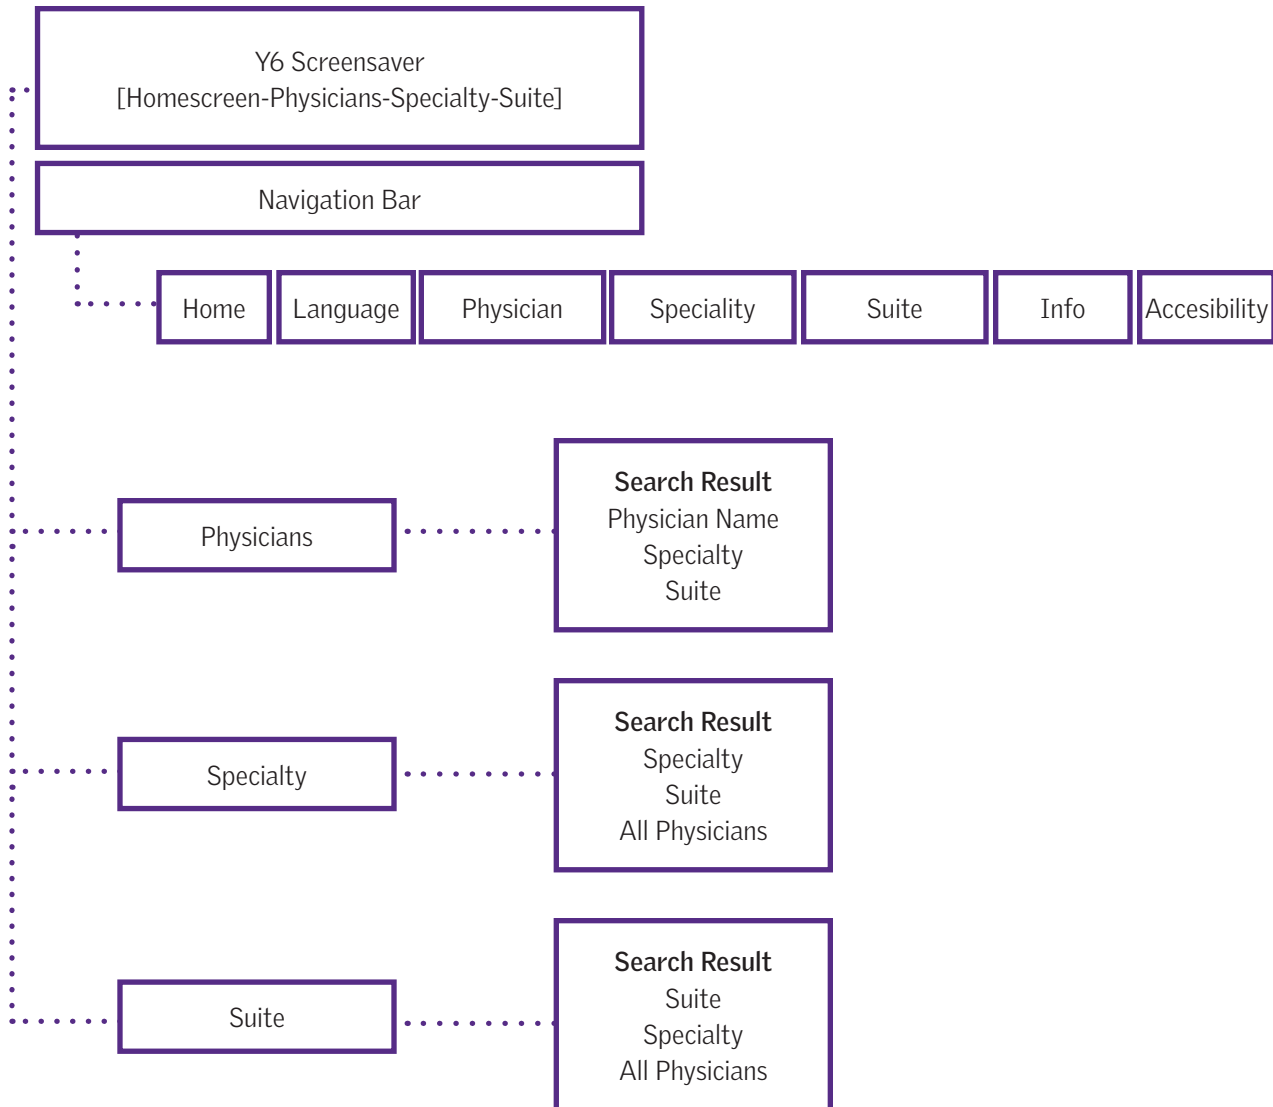 Y6 Screensaver
[Homescreen-Physicians-Specialty-Suite]
Navigation Bar
Home
Language
Physician
Speciality
Suite
Info
Accesibility
Physicians
Search Result
Physician Name
Specialty
Suite
Specialty
Search Result
Specialty
Suite
All Physicians
Suite
Search Result
Suite
Specialty
All Physicians